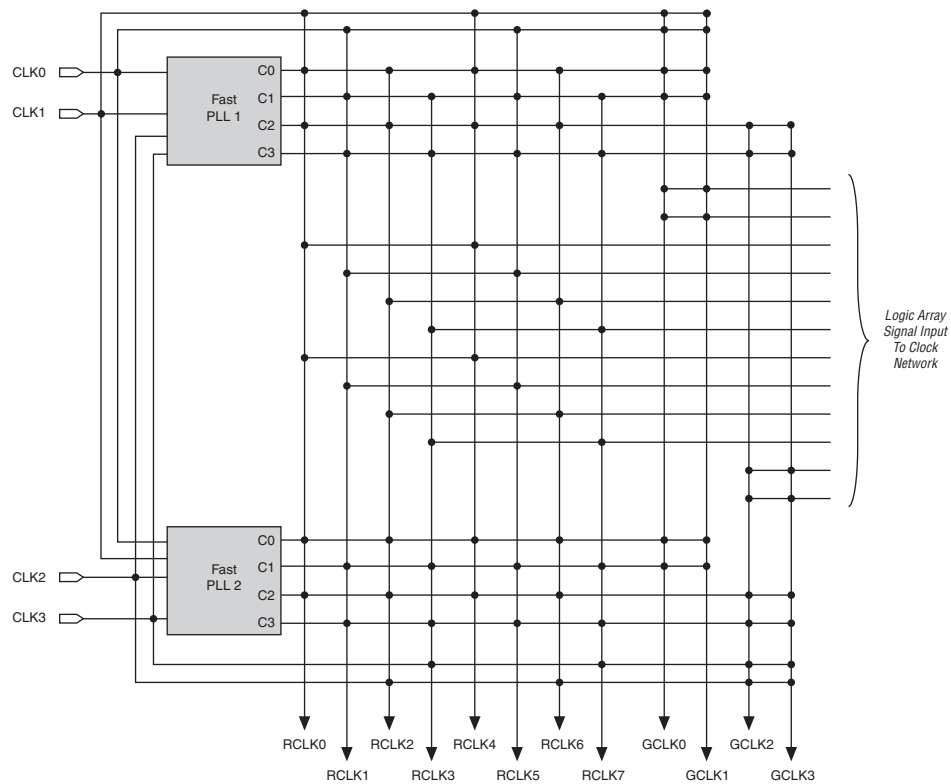 CLK0
CLK1
Fast
PLL 1
C0
C1
C2
C3
Logic Array
Signal Input
To Clock
Network
CLK2
CLK3
Fast
PLL 2
C0
C1
C2
C3
RCLK0
RCLK2
RCLK4
RCLK6
GCLK0
GCLK2
RCLK1
RCLK3
RCLK5
RCLK7
GCLK1
GCLK3